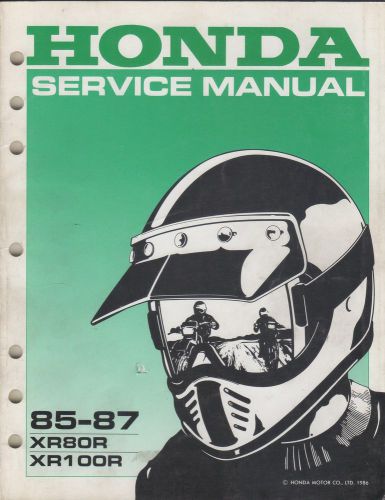 HONDA
SERVICE MANUAL
85-87
XR80R
XR100R
© HONDA MOTOR CO., LTD. 1986